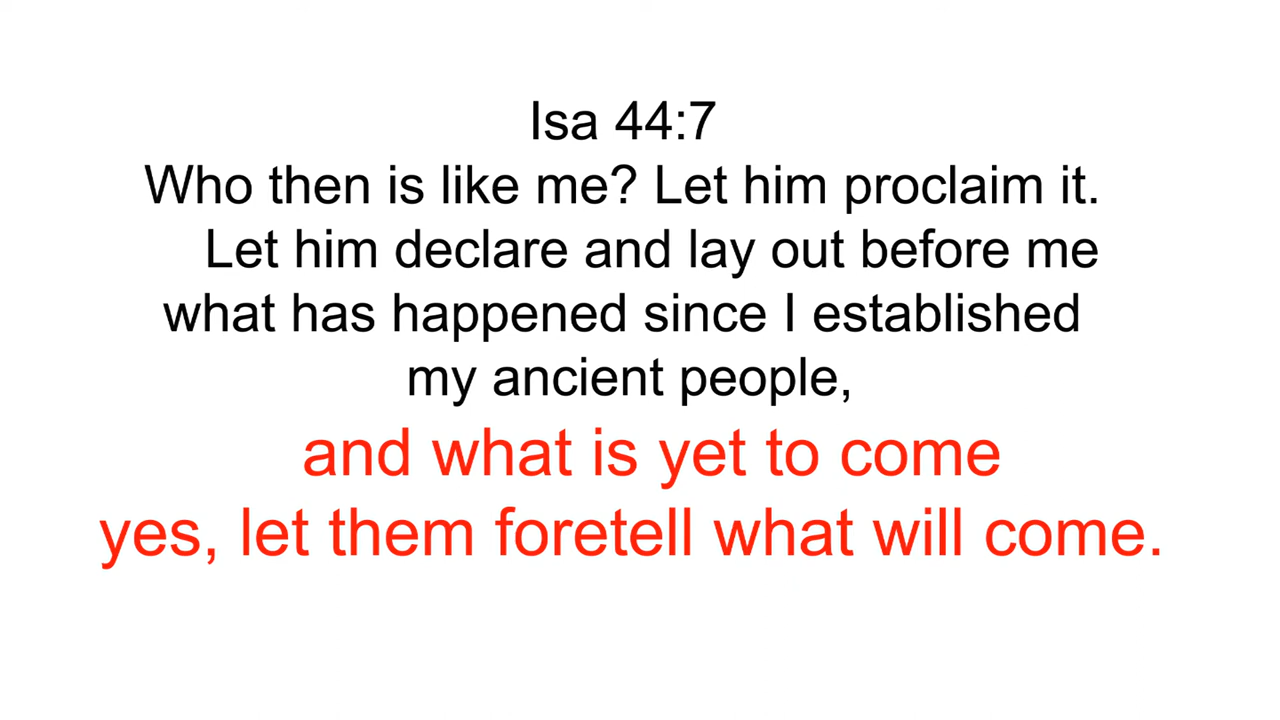 Isa 44:7
Who then is like me? Let him proclaim it.
Let him declare and lay out before me
what has happened since I established
my ancient people,
and what is yet to come
yes, let them foretell what will come.